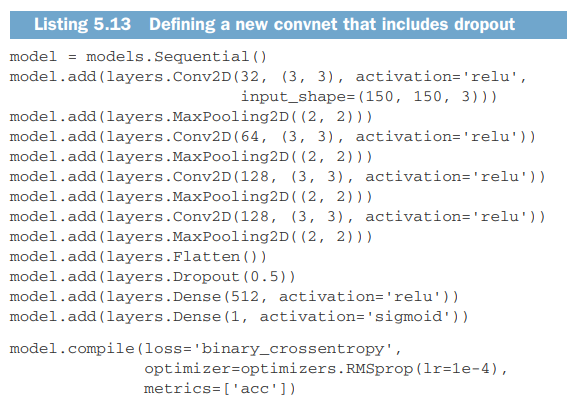 Listing 5.13 Defining a new convnet that includes dropout
model = models.Sequential()
model.add(layers.Conv2D(32, (3, 3), activation='relu',
input_shape=(150, 150, 3)))
model.add(layers.MaxPooling2D((2, 2)))
model.add(layers.Conv2D(64, (3, 3), activation='relu'))
model.add(layers.MaxPooling2D((2, 2)))
model.add(layers.Conv2D(128, (3, 3), activation='relu'))
model.add(layers.MaxPooling2D((2, 2)))
model.add(layers.Conv2D(128, (3, 3), activation='relu'))
model.add(layers.MaxPooling2D((2, 2)))
model.add(layers.Flatten())
model.add(layers.Dropout(0.5))
model.add(layers.Dense(512, activation='relu'))
model.add(layers.Dense(1, activation='sigmoid'))
model.compile(loss='binary_crossentropy',
optimizer=optimizers.RMSprop(lr=1e-4),
metrics=['acc'])